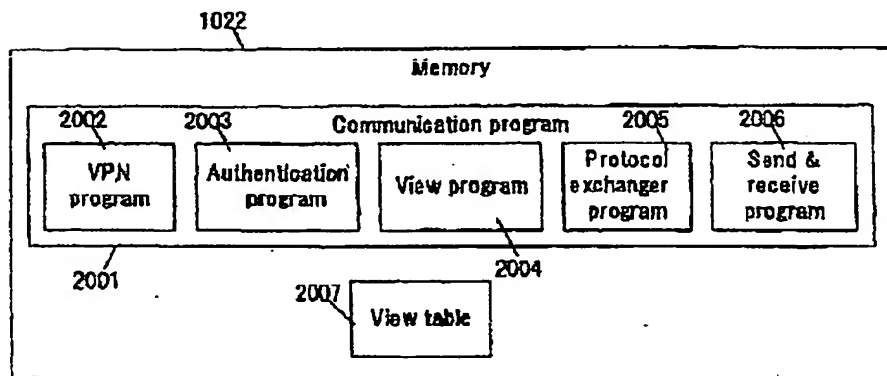 1022
Memory
Communication program
2002
2003
2005
2006
VPN program
Authentication program
View program
Protocol exchanger program
Send & receive program
2001
2004
2007
View table